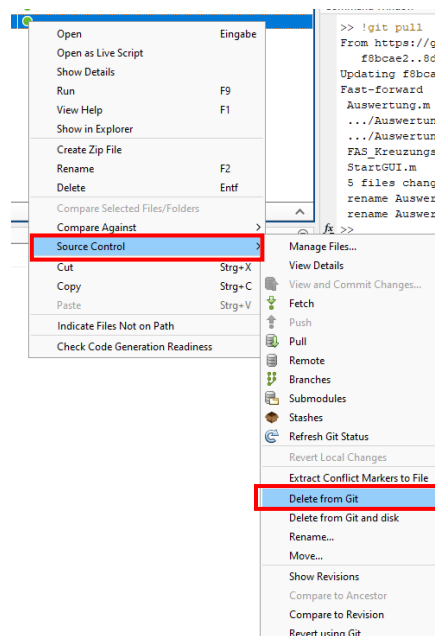 >> !git pull
From https://g
f8bcae2..8d
Updating f8bca
Fast-forward
Auswertung.m
.../Auswertun
.../Auswertun
FAS_Kreuzungs
StartGUI.m
5 files chang
rename Auswer
rename Auswer
fx >>
Open Eingabe
Open as Live Script
Show Details
Run F9
View Help F1
Show in Explorer
Create Zip File
Rename F2
Delete Entf
Compare Selected Files/Folders
Compare Against >
Source Control >
Cut Strg+X
Copy Strg+C
Paste Strg+V
Indicate Files Not on Path
Check Code Generation Readiness
Manage Files...
View Details
View and Commit Changes...
Fetch
Push
Pull
Remote
Branches
Submodules
Stashes
Refresh Git Status
Revert Local Changes
Extract Conflict Markers to File
Delete from Git
Delete from Git and disk
Rename...
Move...
Show Revisions
Compare to Ancestor
Compare to Revision
Revert using Git